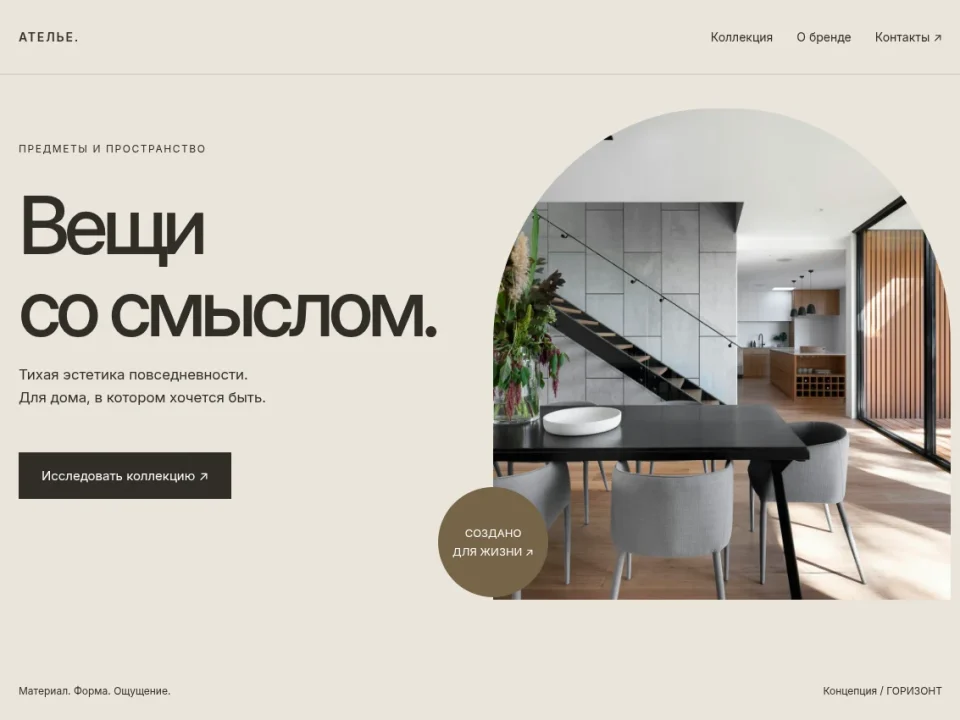 АТЕЛЬЕ.
Коллекция
О бренде
Контакты ↗
ПРЕДМЕТЫ И ПРОСТРАНСТВО
Вещи
со смыслом.
Тихая эстетика повседневности.
Для дома, в котором хочется быть.
Исследовать коллекцию ↗
СОЗДАНО
ДЛЯ ЖИЗНИ ↗
Материал. Форма. Ощущение.
Концепция / ГОРИЗОНТ